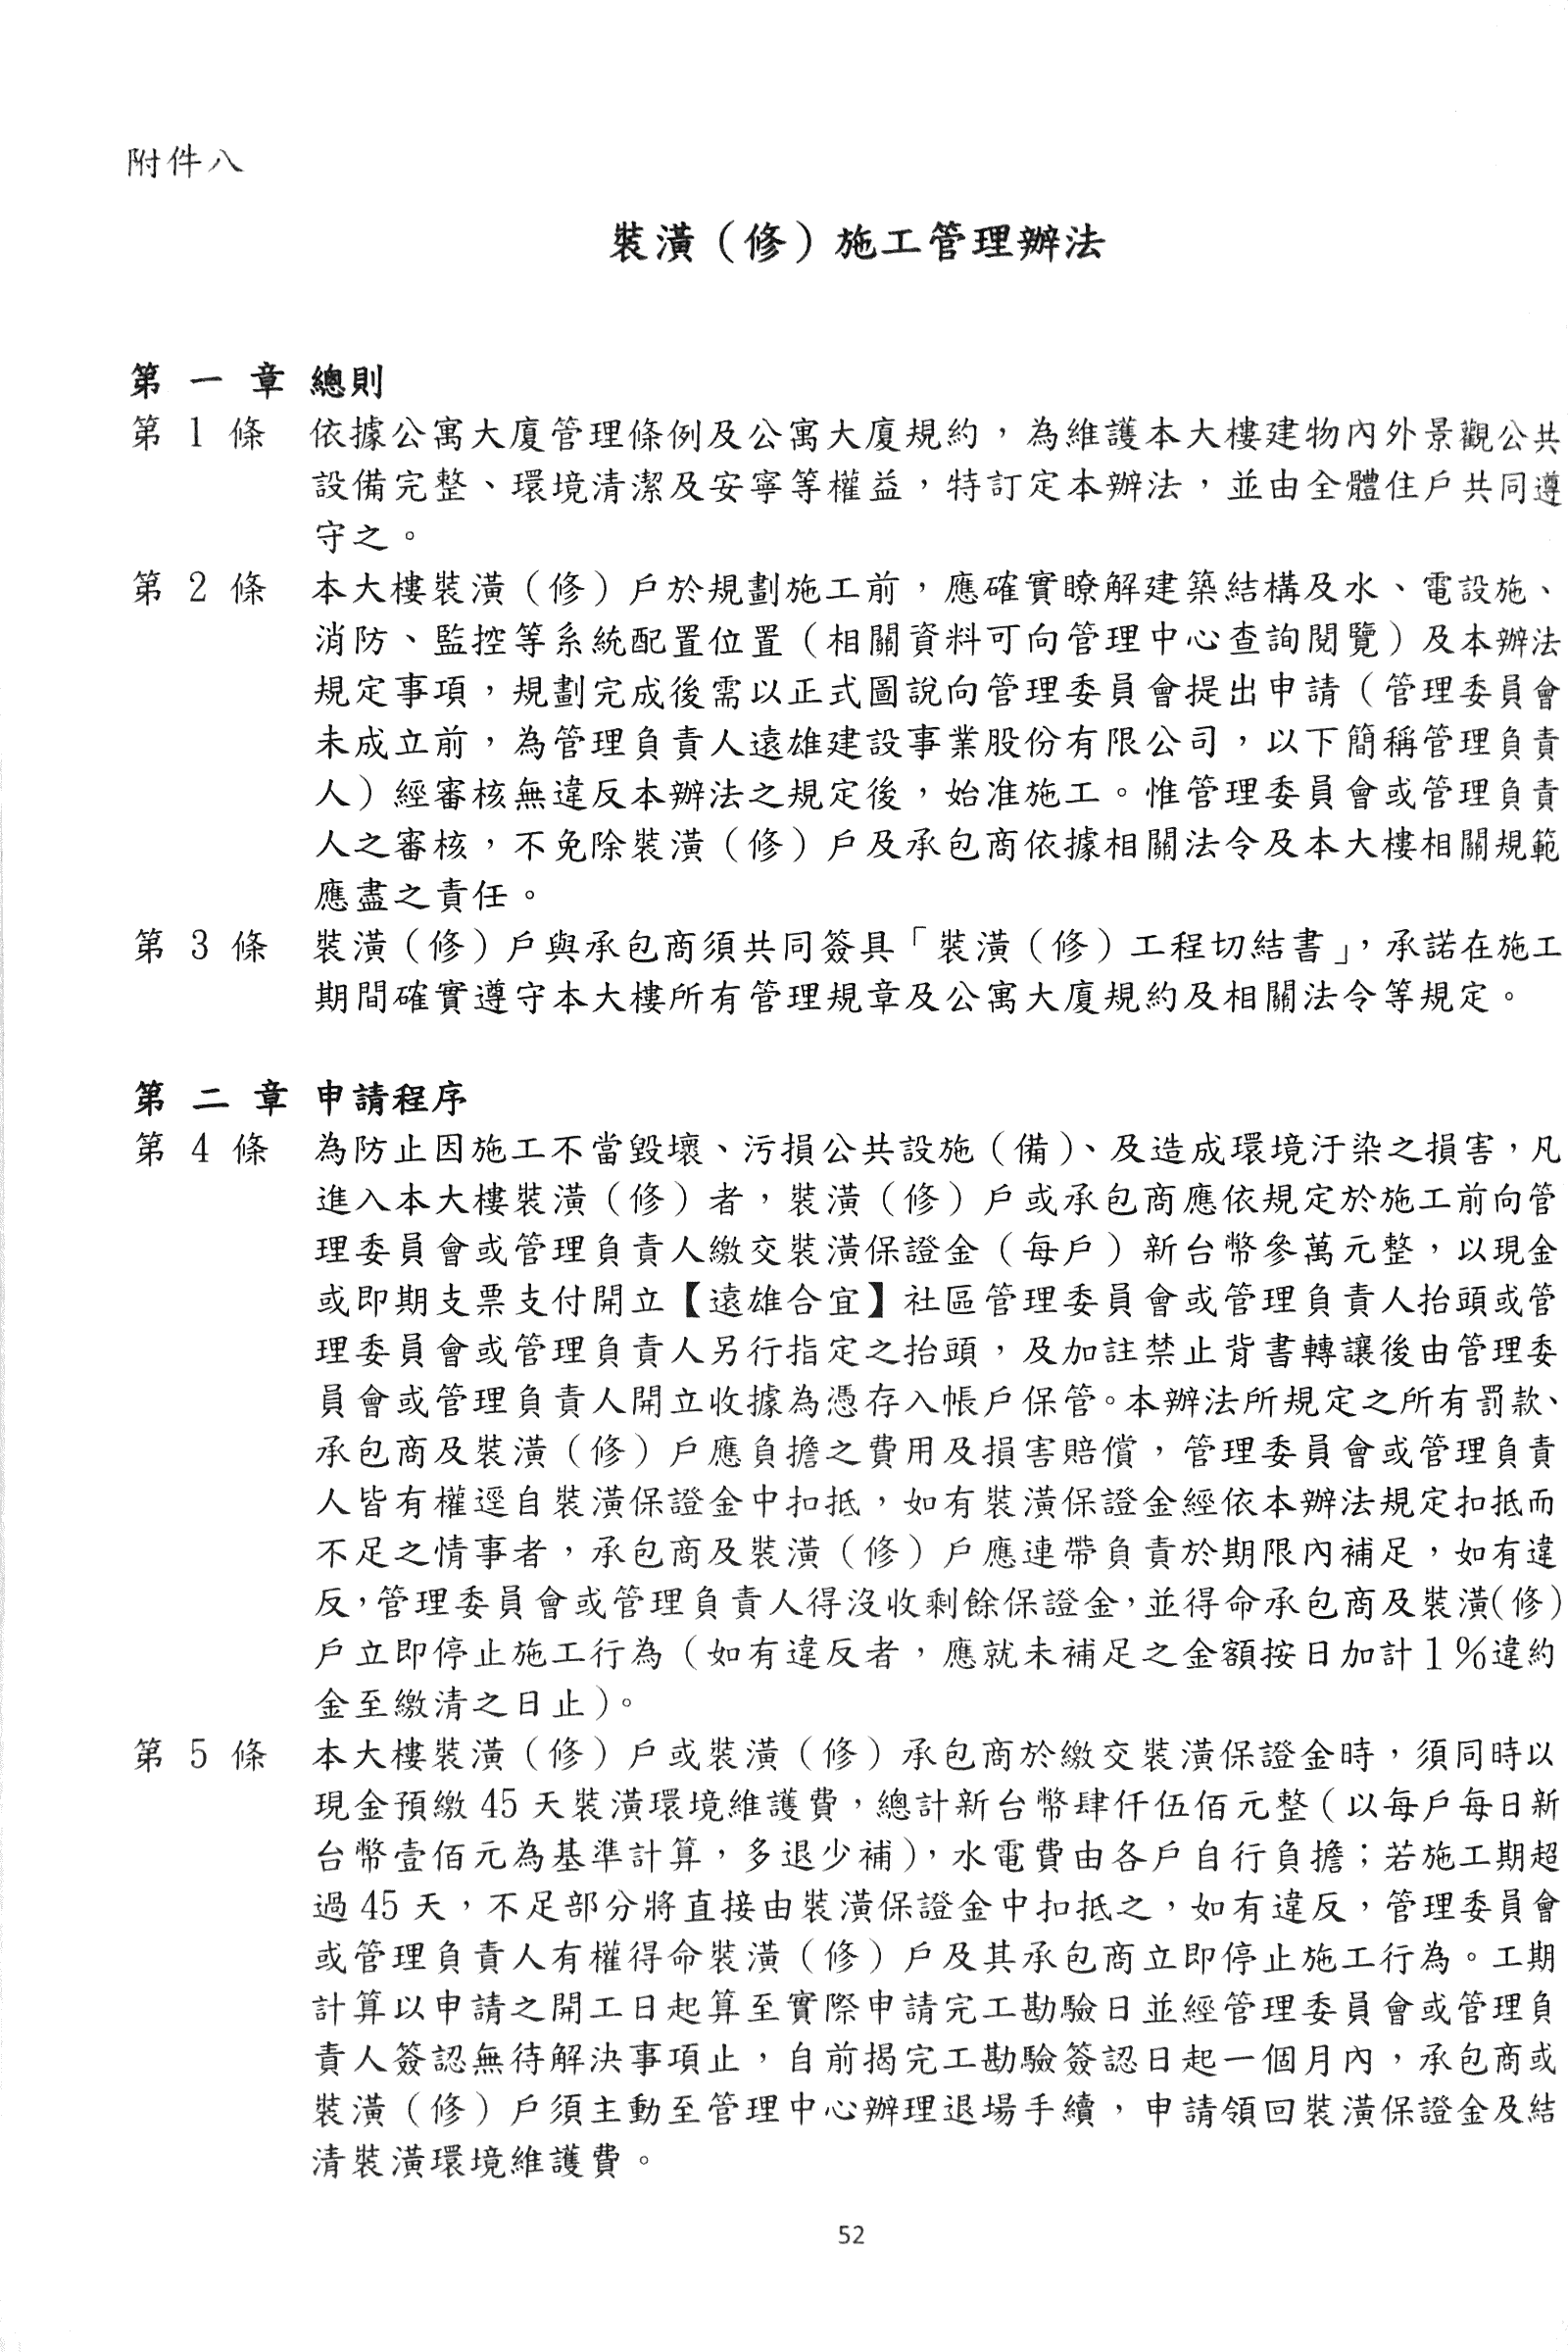 附件八
裝潢（修）施工管理辦法
第 一 章 總則
第 1 條 依據公寓大廈管理條例及公寓大廈規約，為維護本大樓建物內外景觀公共
設備完整、環境清潔及安寧等權益，特訂定本辦法，並由全體住戶共同遵
守之。
第 2 條 本大樓裝潢（修）戶於規劃施工前，應確實瞭解建築結構及水、電設施、
消防、監控等系統配置位置（相關資料可向管理中心查詢閱覽）及本辦法
規定事項，規劃完成後需以正式圖說向管理委員會提出申請（管理委員會
未成立前，為管理負責人遠雄建設事業股份有限公司，以下簡稱管理負責
人）經審核無違反本辦法之規定後，始准施工。惟管理委員會或管理負責
人之審核，不免除裝潢（修）戶及承包商依據相關法令及本大樓相關規範
應盡之責任。
第 3 條 裝潢（修）戶與承包商須共同簽具「裝潢（修）工程切結書」，承諾在施工
期間確實遵守本大樓所有管理規章及公寓大廈規約及相關法令等規定。
第 二 章 申請程序
第 4 條 為防止因施工不當毀壞、污損公共設施（備）、及造成環境汙染之損害，凡
進入本大樓裝潢（修）者，裝潢（修）戶或承包商應依規定於施工前向管
理委員會或管理負責人繳交裝潢保證金（每戶）新台幣參萬元整，以現金
或即期支票支付開立【遠雄合宜】社區管理委員會或管理負責人抬頭或管
理委員會或管理負責人另行指定之抬頭，及加註禁止背書轉讓後由管理委
員會或管理負責人開立收據為憑存入帳戶保管。本辦法所規定之所有罰款、
承包商及裝潢（修）戶應負擔之費用及損害賠償，管理委員會或管理負責
人皆有權逕自裝潢保證金中扣抵，如有裝潢保證金經依本辦法規定扣抵而
不足之情事者，承包商及裝潢（修）戶應連帶負責於期限內補足，如有違
反，管理委員會或管理負責人得沒收剩餘保證金，並得命承包商及裝潢(修)
戶立即停止施工行為（如有違反者，應就未補足之金額按日加計1%違約
金至繳清之日止）。
第 5 條 本大樓裝潢（修）戶或裝潢（修）承包商於繳交裝潢保證金時，須同時以
現金預繳 45 天裝潢環境維護費，總計新台幣肆仟伍佰元整（以每戶每日新
台幣壹佰元為基準計算，多退少補），水電費由各戶自行負擔；若施工期超
過 45 天，不足部分將直接由裝潢保證金中扣抵之，如有違反，管理委員會
或管理負責人有權得命裝潢（修）戶及其承包商立即停止施工行為。工期
計算以申請之開工日起算至實際申請完工勘驗日並經管理委員會或管理負
責人簽認無待解決事項止，自前揭完工勘驗簽認日起一個月內，承包商或
裝潢（修）戶須主動至管理中心辦理退場手續，申請領回裝潢保證金及結
清裝潢環境維護費。
52